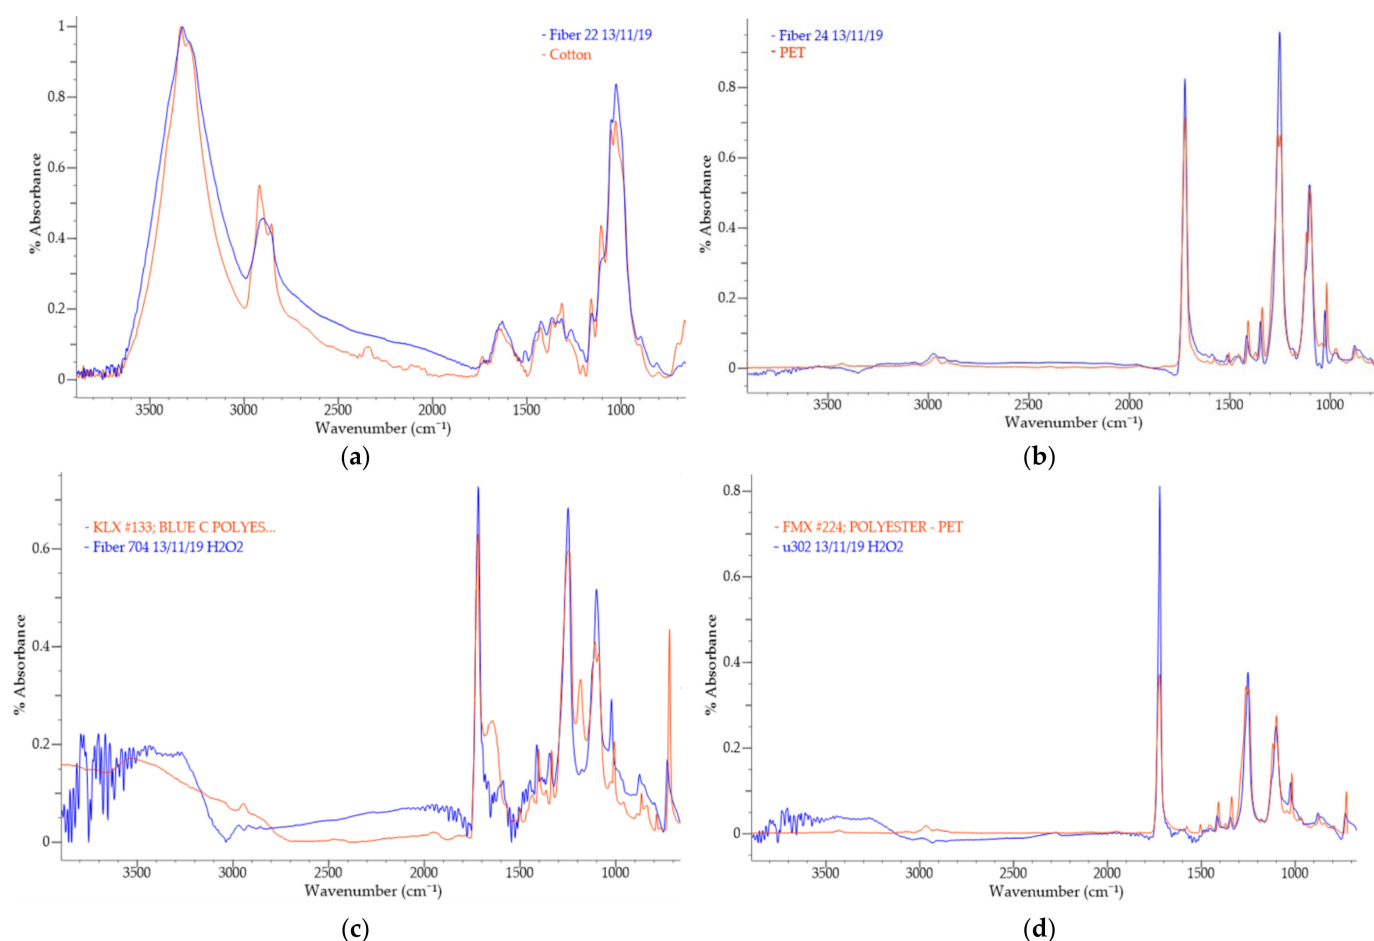 1
0.8
0.6
0.4
0.2
0
% Absorbance
- Fiber 22 13/11/19
- Cotton
3500 3000 2500 2000 1500 1000
Wavenumber (cm⁻¹)
(a)
0.8
0.6
0.4
0.2
0
% Absorbance
- Fiber 24 13/11/19
- PET
3500 3000 2500 2000 1500 1000
Wavenumber (cm⁻¹)
(b)
0.6
0.4
0.2
0
% Absorbance
- KLX #133; BLUE C POLYES...
- Fiber 704 13/11/19 H2O2
3500 3000 2500 2000 1500 1000
Wavenumber (cm⁻¹)
(c)
0.8
0.6
0.4
0.2
0
% Absorbance
- FMX #224; POLYESTER - PET
- u302 13/11/19 H2O2
3500 3000 2500 2000 1500 1000
Wavenumber (cm⁻¹)
(d)